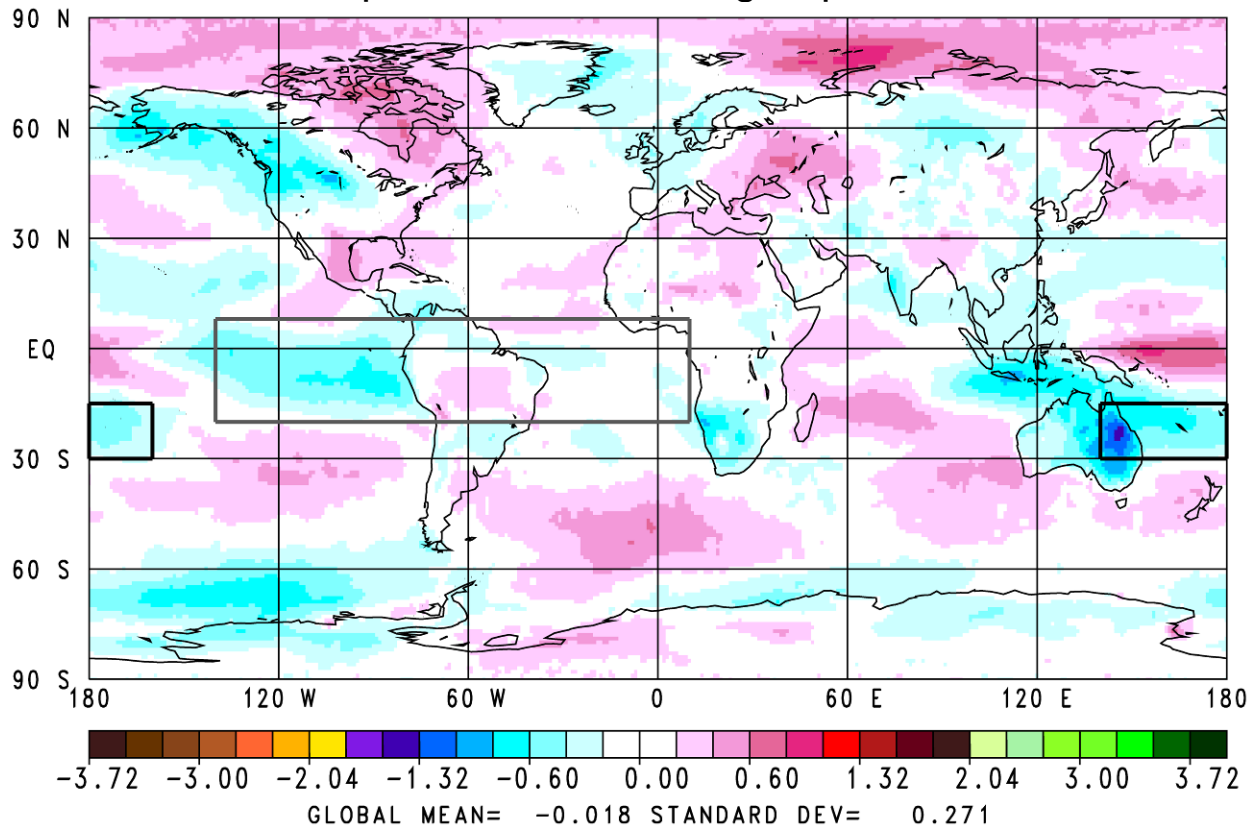 90 N
60 N
30 N
EQ
30 S
60 S
90 S
180 120 W 60 W 0 60 E 120 E 180
-3.72 -3.00 -2.04 -1.32 -0.60 0.00 0.60 1.32 2.04 3.00 3.72
GLOBAL MEAN= -0.018 STANDARD DEV= 0.271